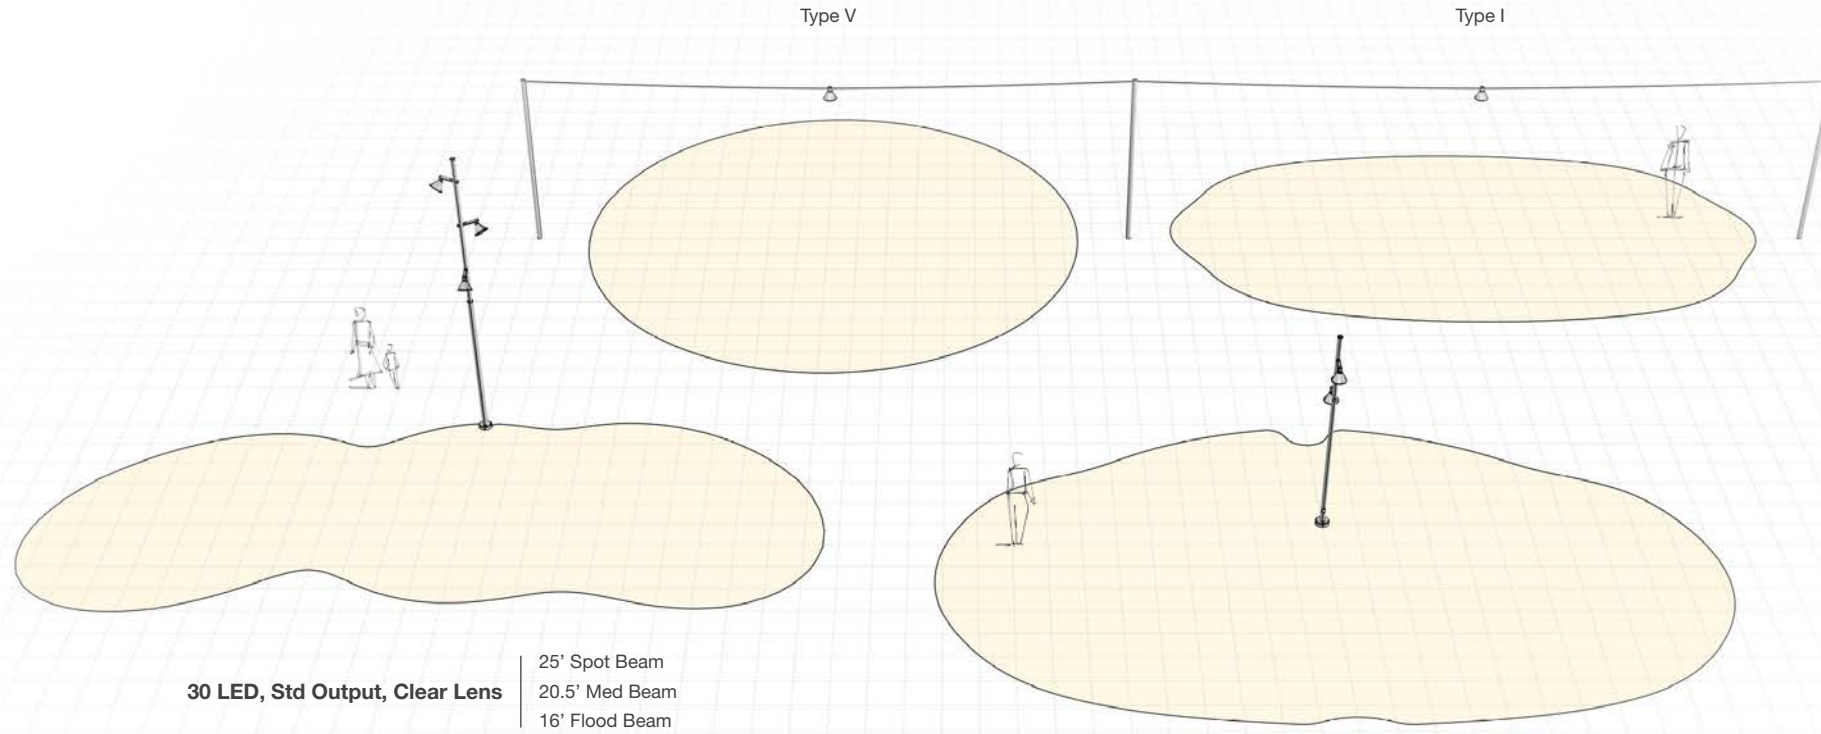 Type V
Type I
30 LED, Std Output, Clear Lens
25’ Spot Beam
20.5’ Med Beam
16’ Flood Beam